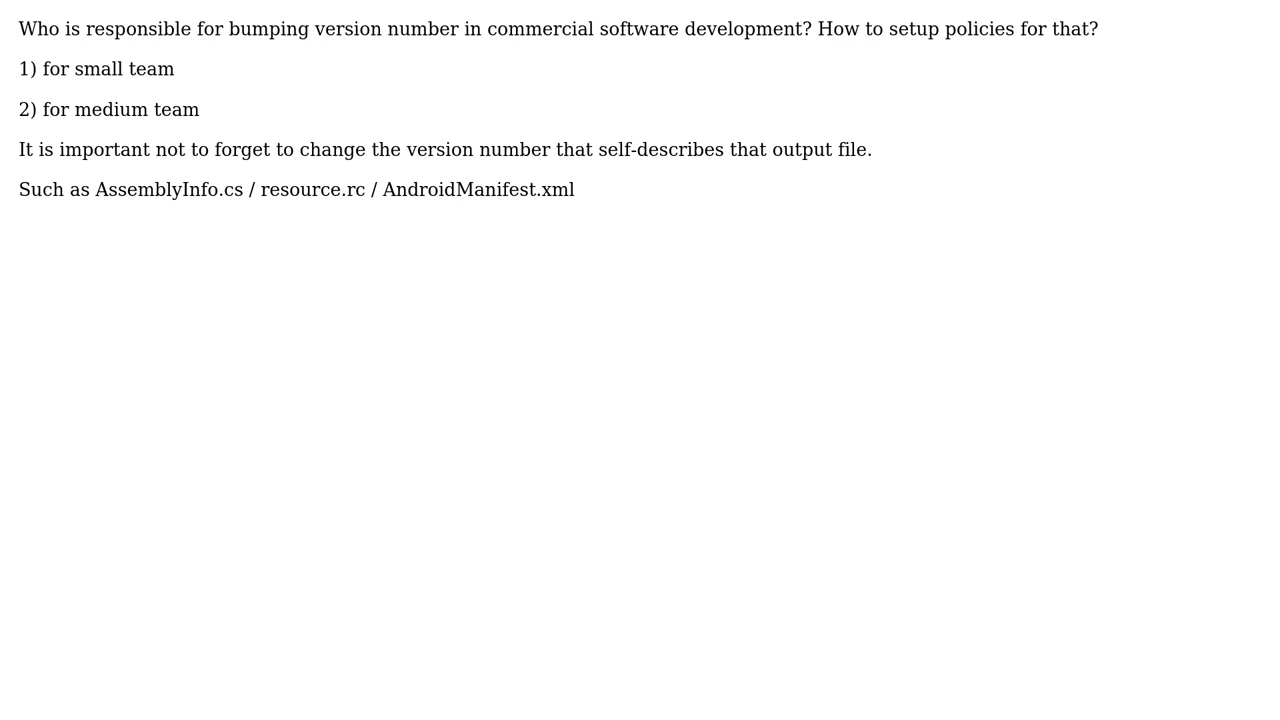 Who is responsible for bumping version number in commercial software development? How to setup policies for that?
1) for small team
2) for medium team
It is important not to forget to change the version number that self-describes that output file.
Such as AssemblyInfo.cs / resource.rc / AndroidManifest.xml